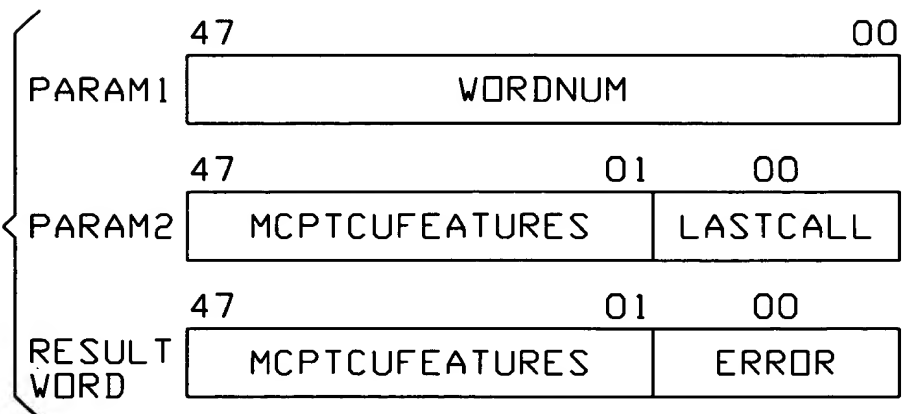 47 00
PARAM1 WORDNUM
47 01 00
PARAM2 MCPTCUFEATURES LASTCALL
47 01 00
RESULT WORD MCPTCUFEATURES ERROR